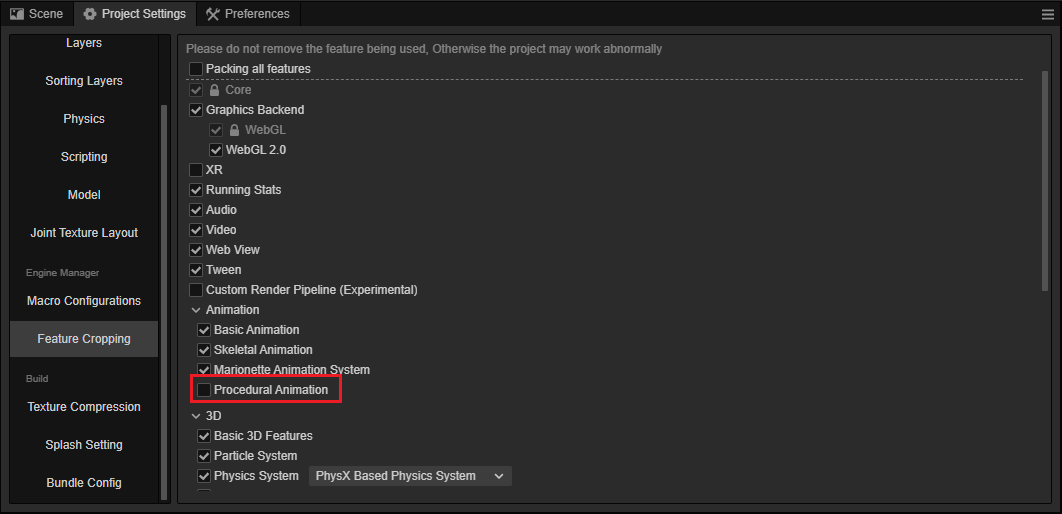 Scene Project Settings Preferences
Layers
Sorting Layers
Physics
Scripting
Model
Joint Texture Layout
Engine Manager
Macro Configurations
Feature Cropping
Build
Texture Compression
Splash Setting
Bundle Config
Please do not remove the feature being used, Otherwise the project may work abnormally
Packing all features
Core
Graphics Backend
WebGL
WebGL 2.0
XR
Running Stats
Audio
Video
Web View
Tween
Custom Render Pipeline (Experimental)
Animation
Basic Animation
Skeletal Animation
Marionette Animation System
Procedural Animation
3D
Basic 3D Features
Particle System
Physics System PhysX Based Physics System